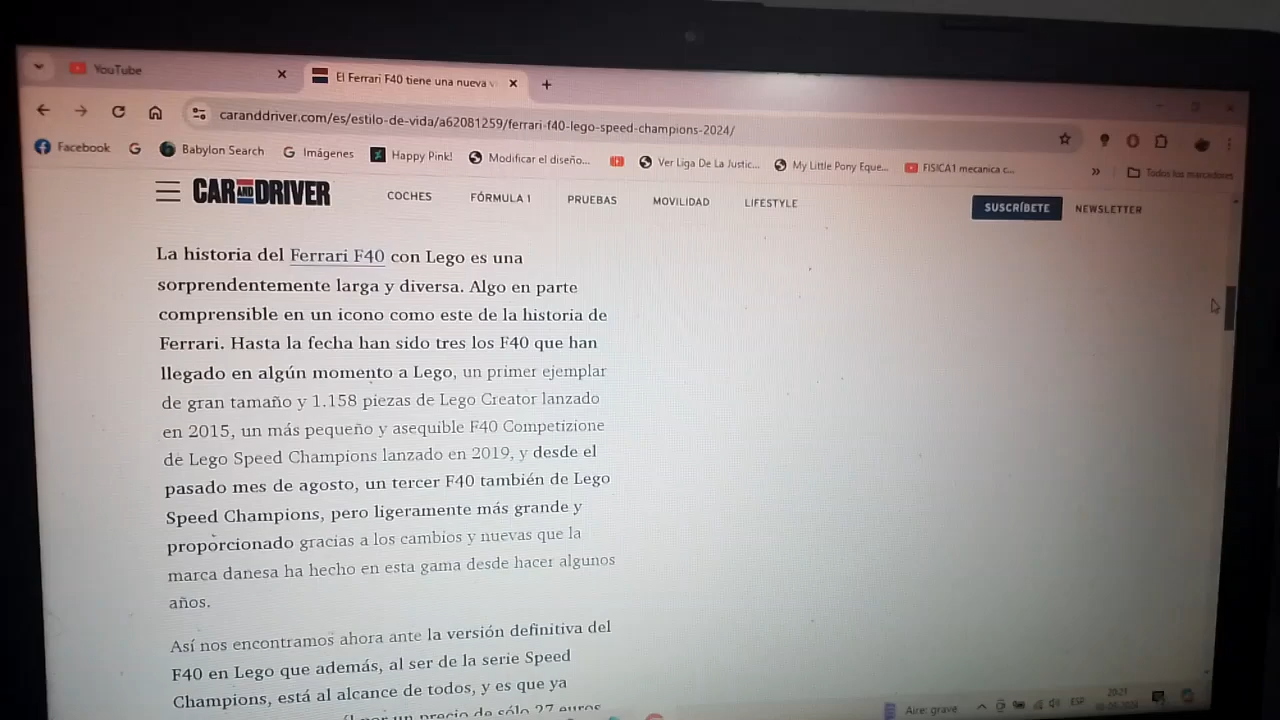 YouTube
El Ferrari F40 tiene una nueva v
caranddriver.com/es/estilo-de-vida/a62081259/ferrari-f40-lego-speed-champions-2024/
Facebook
Babylon Search
Imágenes
Happy Pink!
Modificar el diseño...
Ver Liga De La Justic...
My Little Pony Eque...
FISICA1 mecanica c...
»
Todos los marcadores
CAR AND DRIVER
COCHES
FÓRMULA 1
PRUEBAS
MOVILIDAD
LIFESTYLE
SUSCRÍBETE
NEWSLETTER
La historia del Ferrari F40 con Lego es una
sorprendentemente larga y diversa. Algo en parte
comprensible en un icono como este de la historia de
Ferrari. Hasta la fecha han sido tres los F40 que han
llegado en algún momento a Lego, un primer ejemplar
de gran tamaño y 1.158 piezas de Lego Creator lanzado
en 2015, un más pequeño y asequible F40 Competizione
de Lego Speed Champions lanzado en 2019, y desde el
pasado mes de agosto, un tercer F40 también de Lego
Speed Champions, pero ligeramente más grande y
proporcionado gracias a los cambios y nuevas que la
marca danesa ha hecho en esta gama desde hacer algunos
años.
Así nos encontramos ahora ante la versión definitiva del
F40 en Lego que además, al ser de la serie Speed
Champions, está al alcance de todos, y es que ya
por un precio de sólo 27 euros
Aire: grave
ESP
20:21